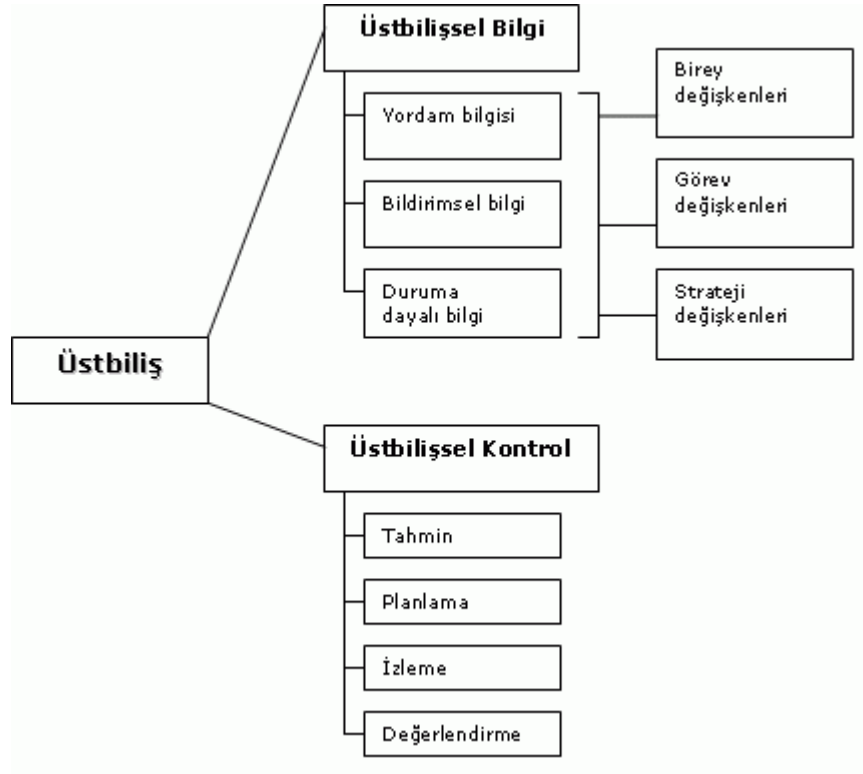 Üstbiliş
Üstbilişsel Bilgi
Yordam bilgisi
Bildirimsel bilgi
Duruma
dayalı bilgi
Birey
değişkenleri
Görev
değişkenleri
Strateji
değişkenleri
Üstbilişsel Kontrol
Tahmin
Planlama
İzleme
Değerlendirme